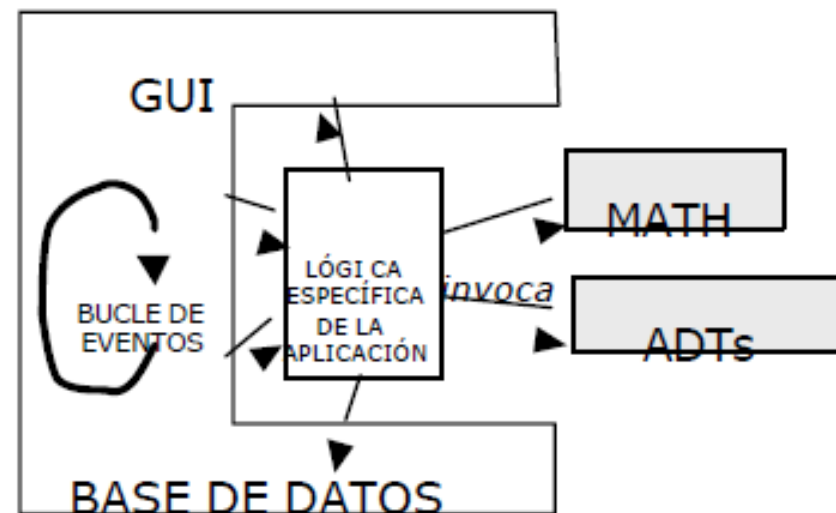 GUI
MATH
LÓGI CA
ESPECÍFICA
DE LA
APLICACIÓN
invoca
BUCLE DE
EVENTOS
ADTs
BASE DE DATOS